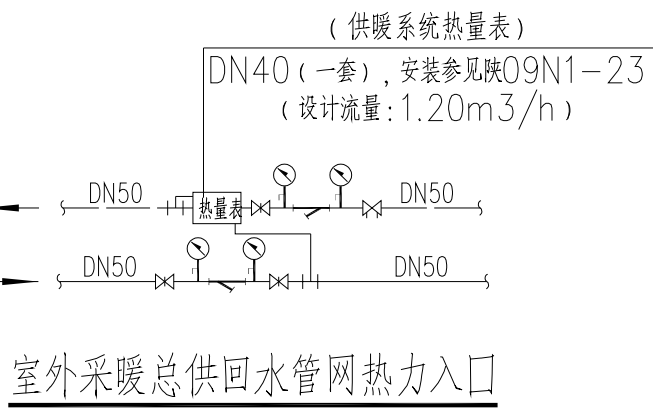 （供暖系统热量表）
DN40（一套），安装参见陕09N1-23
（设计流量：1.20m3/h）
DN50 热量表 DN50
DN50 DN50
室外采暖总供回水管网热力入口